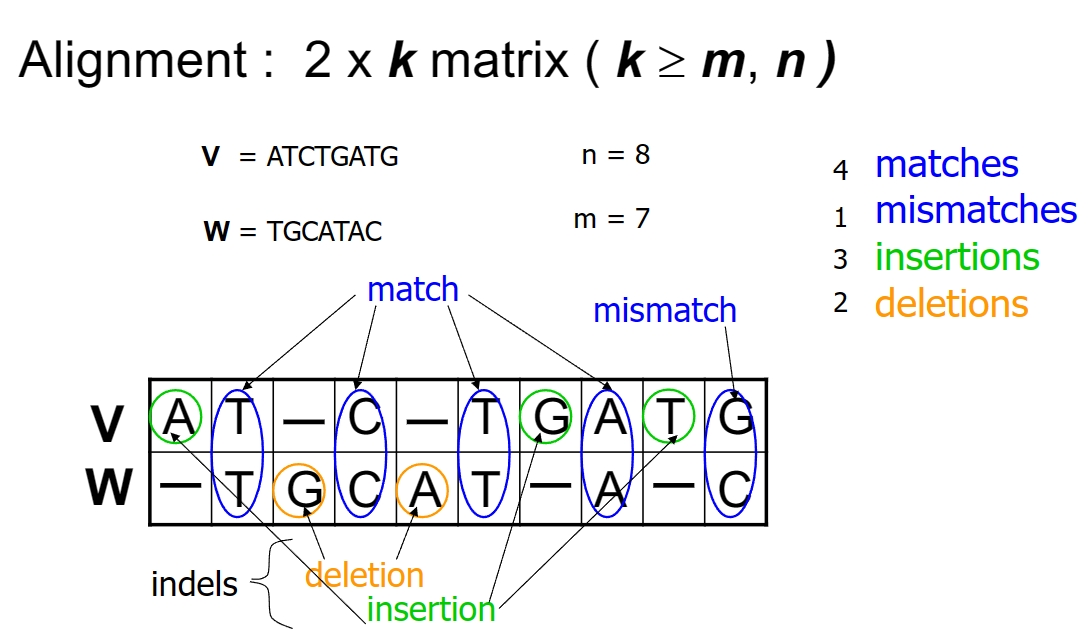 Alignment : 2 x k matrix ( k ≥ m, n )
V = ATCTGATG
n = 8
W = TGCATAC
m = 7
4 matches
1 mismatches
3 insertions
2 deletions
match
mismatch
V A T — C — T G A T G
W — T G C A T — A — C
indels
deletion
insertion